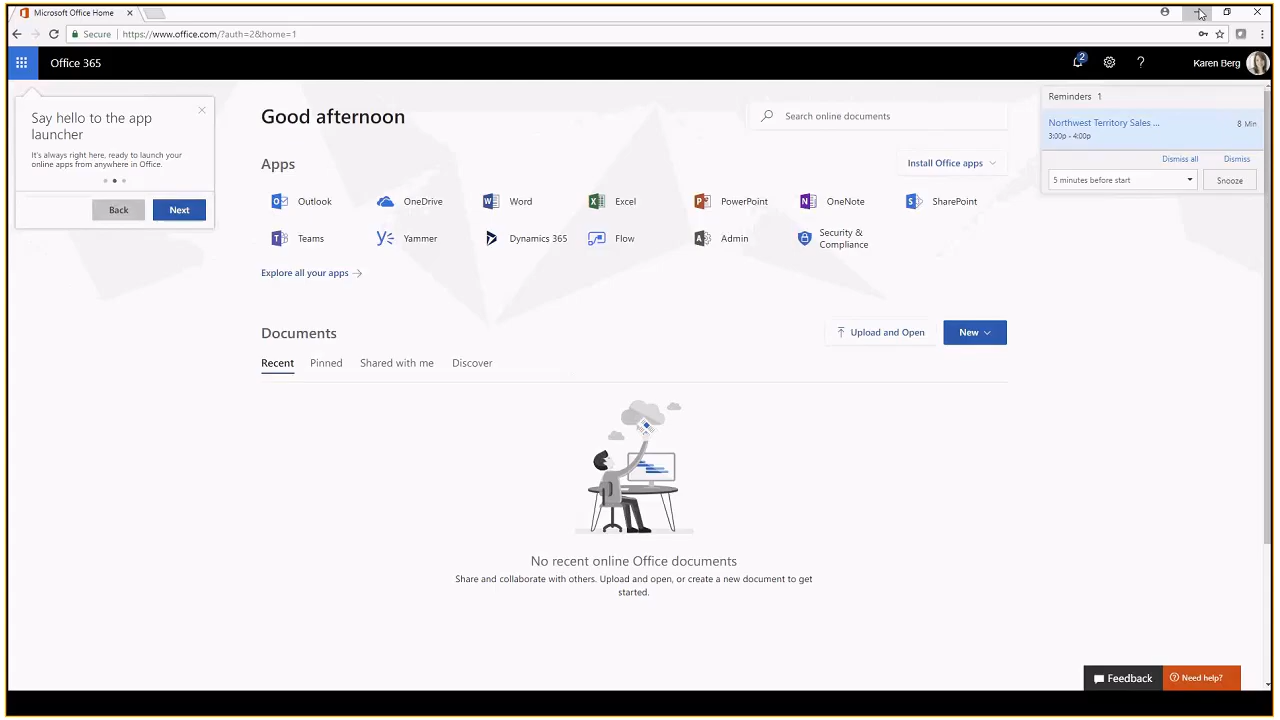 Microsoft Office Home
Secure https://www.office.com/?auth=2&home=1
Office 365
2
Karen Berg
Say hello to the app
launcher
It's always right here, ready to launch your
online apps from anywhere in Office.
Back
Next
Good afternoon
Search online documents
Reminders 1
Northwest Territory Sales ...
8 Min
3:00p - 4:00p
Dismiss all
Dismiss
5 minutes before start
Snooze
Apps
Install Office apps
Outlook
OneDrive
Word
Excel
PowerPoint
OneNote
SharePoint
Teams
Yammer
Dynamics 365
Flow
Admin
Security &
Compliance
Explore all your apps
Documents
Upload and Open
New
Recent
Pinned
Shared with me
Discover
No recent online Office documents
Share and collaborate with others. Upload and open, or create a new document to get
started.
Feedback
Need help?